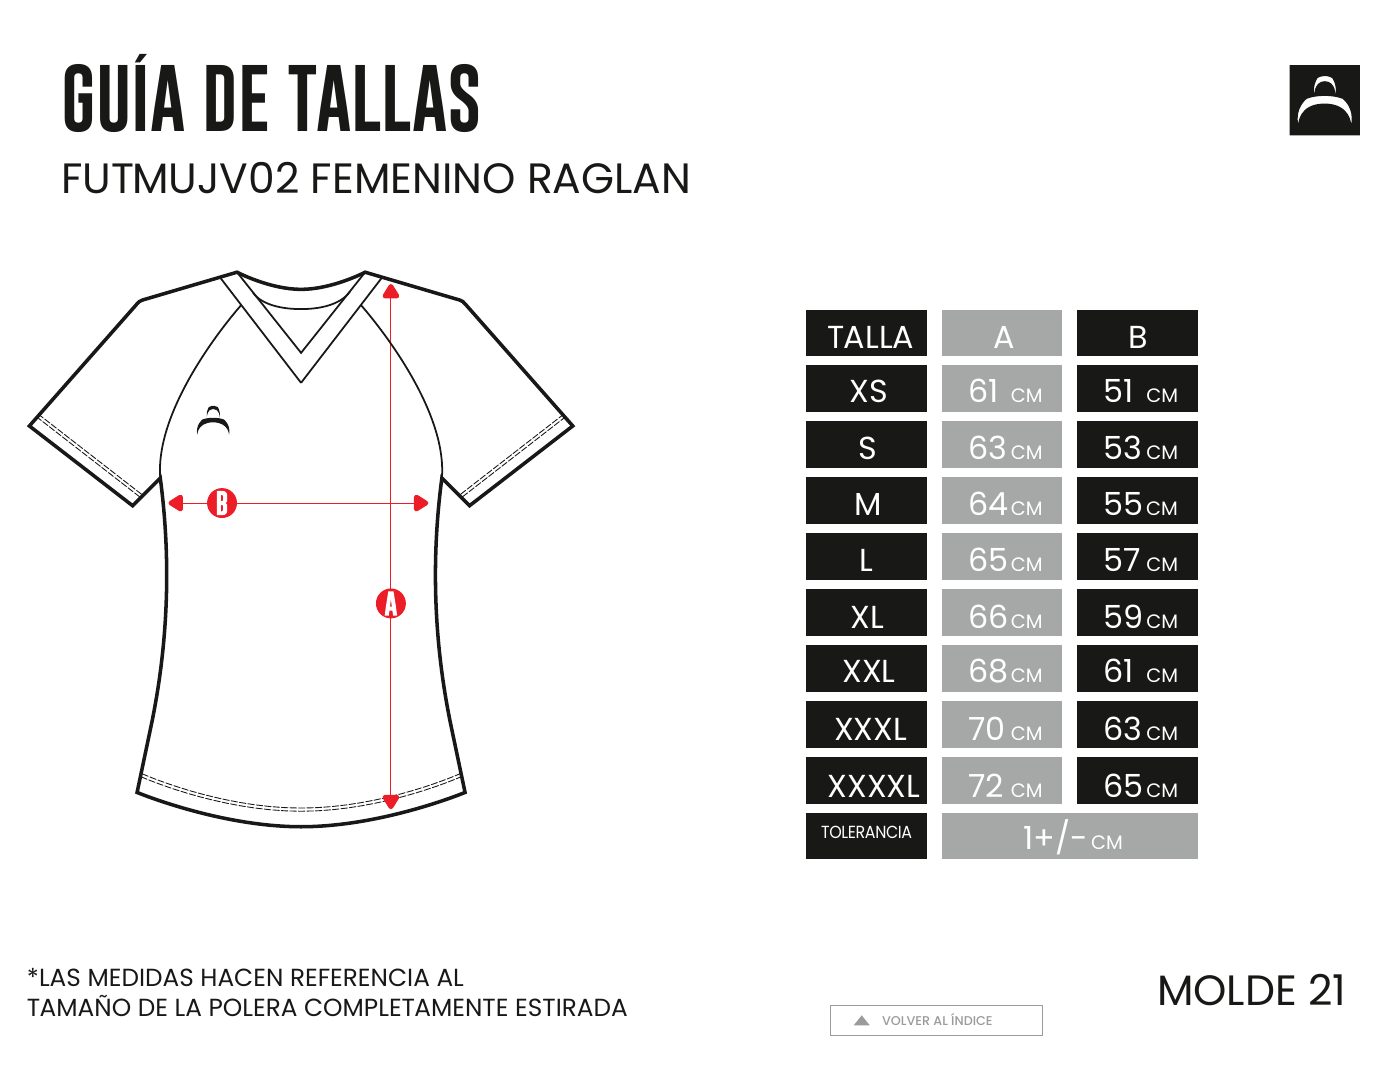 GUÍA DE TALLAS
FUTMUJV02 FEMENINO RAGLAN
B
A
TALLA A B
XS 61 CM 51 CM
S 63 CM 53 CM
M 64 CM 55 CM
L 65 CM 57 CM
XL 66 CM 59 CM
XXL 68 CM 61 CM
XXXL 70 CM 63 CM
XXXXL 72 CM 65 CM
TOLERANCIA 1+/- CM
*LAS MEDIDAS HACEN REFERENCIA AL
TAMAÑO DE LA POLERA COMPLETAMENTE ESTIRADA
VOLVER AL ÍNDICE
MOLDE 21